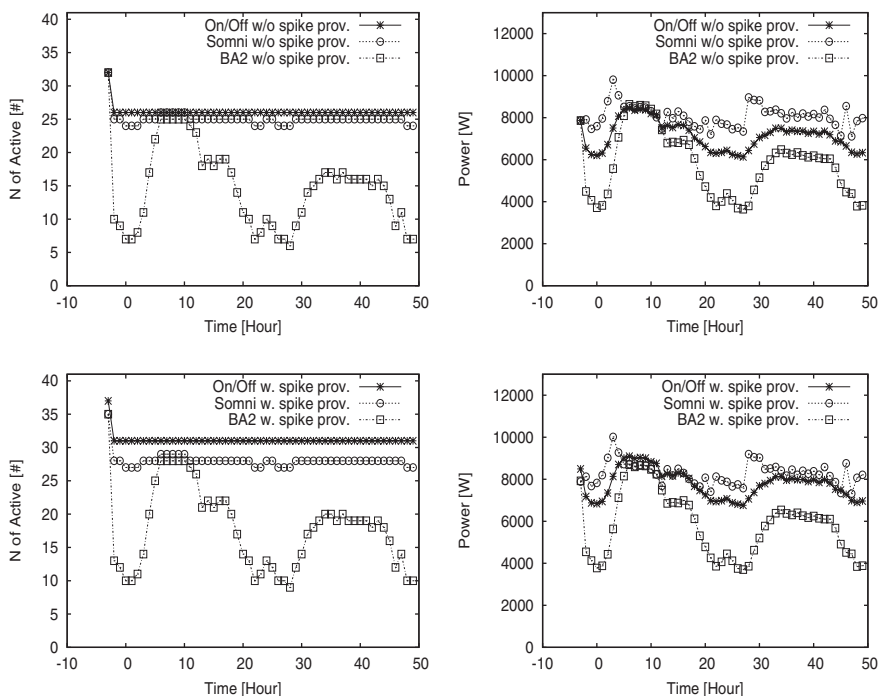 40
35
30
25
20
15
10
5
0
N of Active [#]
On/Off w/o spike prov.
Somni w/o spike prov.
BA2 w/o spike prov.
-10 0 10 20 30 40 50
Time [Hour]
12000
10000
8000
6000
4000
2000
0
Power [W]
On/Off w/o spike prov.
Somni w/o spike prov.
BA2 w/o spike prov.
-10 0 10 20 30 40 50
Time [Hour]
40
35
30
25
20
15
10
5
0
N of Active [#]
On/Off w. spike prov.
Somni w. spike prov.
BA2 w. spike prov.
-10 0 10 20 30 40 50
Time [Hour]
12000
10000
8000
6000
4000
2000
0
Power [W]
On/Off w. spike prov.
Somni w. spike prov.
BA2 w. spike prov.
-10 0 10 20 30 40 50
Time [Hour]